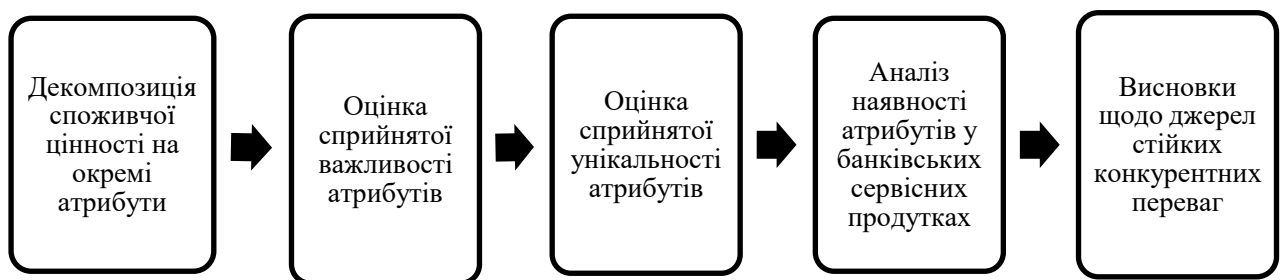 Декомпозиція
споживчої
цінності на
окремі
атрибути
Оцінка
сприйнятої
важливості
атрибутів
Оцінка
сприйнятої
унікальності
атрибутів
Аналіз
наявності
атрибутів у
банківських
сервісних
продутках
Висновки
щодо джерел
стійких
конкурентних
переваг